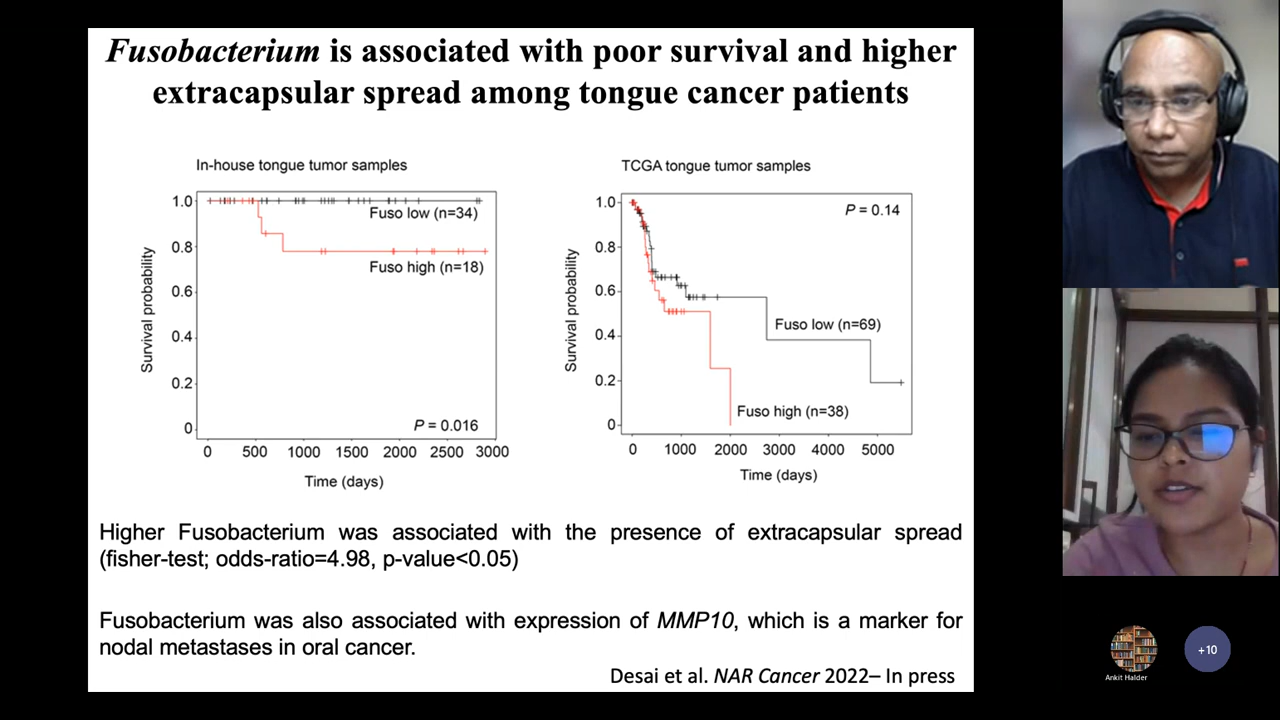 Fusobacterium is associated with poor survival and higher
extracapsular spread among tongue cancer patients
In-house tongue tumor samples
Survival probability
1.0
0.8
0.6
0.4
0.2
0
Fuso low (n=34)
Fuso high (n=18)
P = 0.016
0 500 1000 1500 2000 2500 3000
Time (days)
TCGA tongue tumor samples
Survival probability
1.0
0.8
0.6
0.4
0.2
0
P = 0.14
Fuso low (n=69)
Fuso high (n=38)
0 1000 2000 3000 4000 5000
Time (days)
Higher Fusobacterium was associated with the presence of extracapsular spread
(fisher-test; odds-ratio=4.98, p-value<0.05)
Fusobacterium was also associated with expression of MMP10, which is a marker for
nodal metastases in oral cancer.
Desai et al. NAR Cancer 2022– In press
Ankit Halder
+10